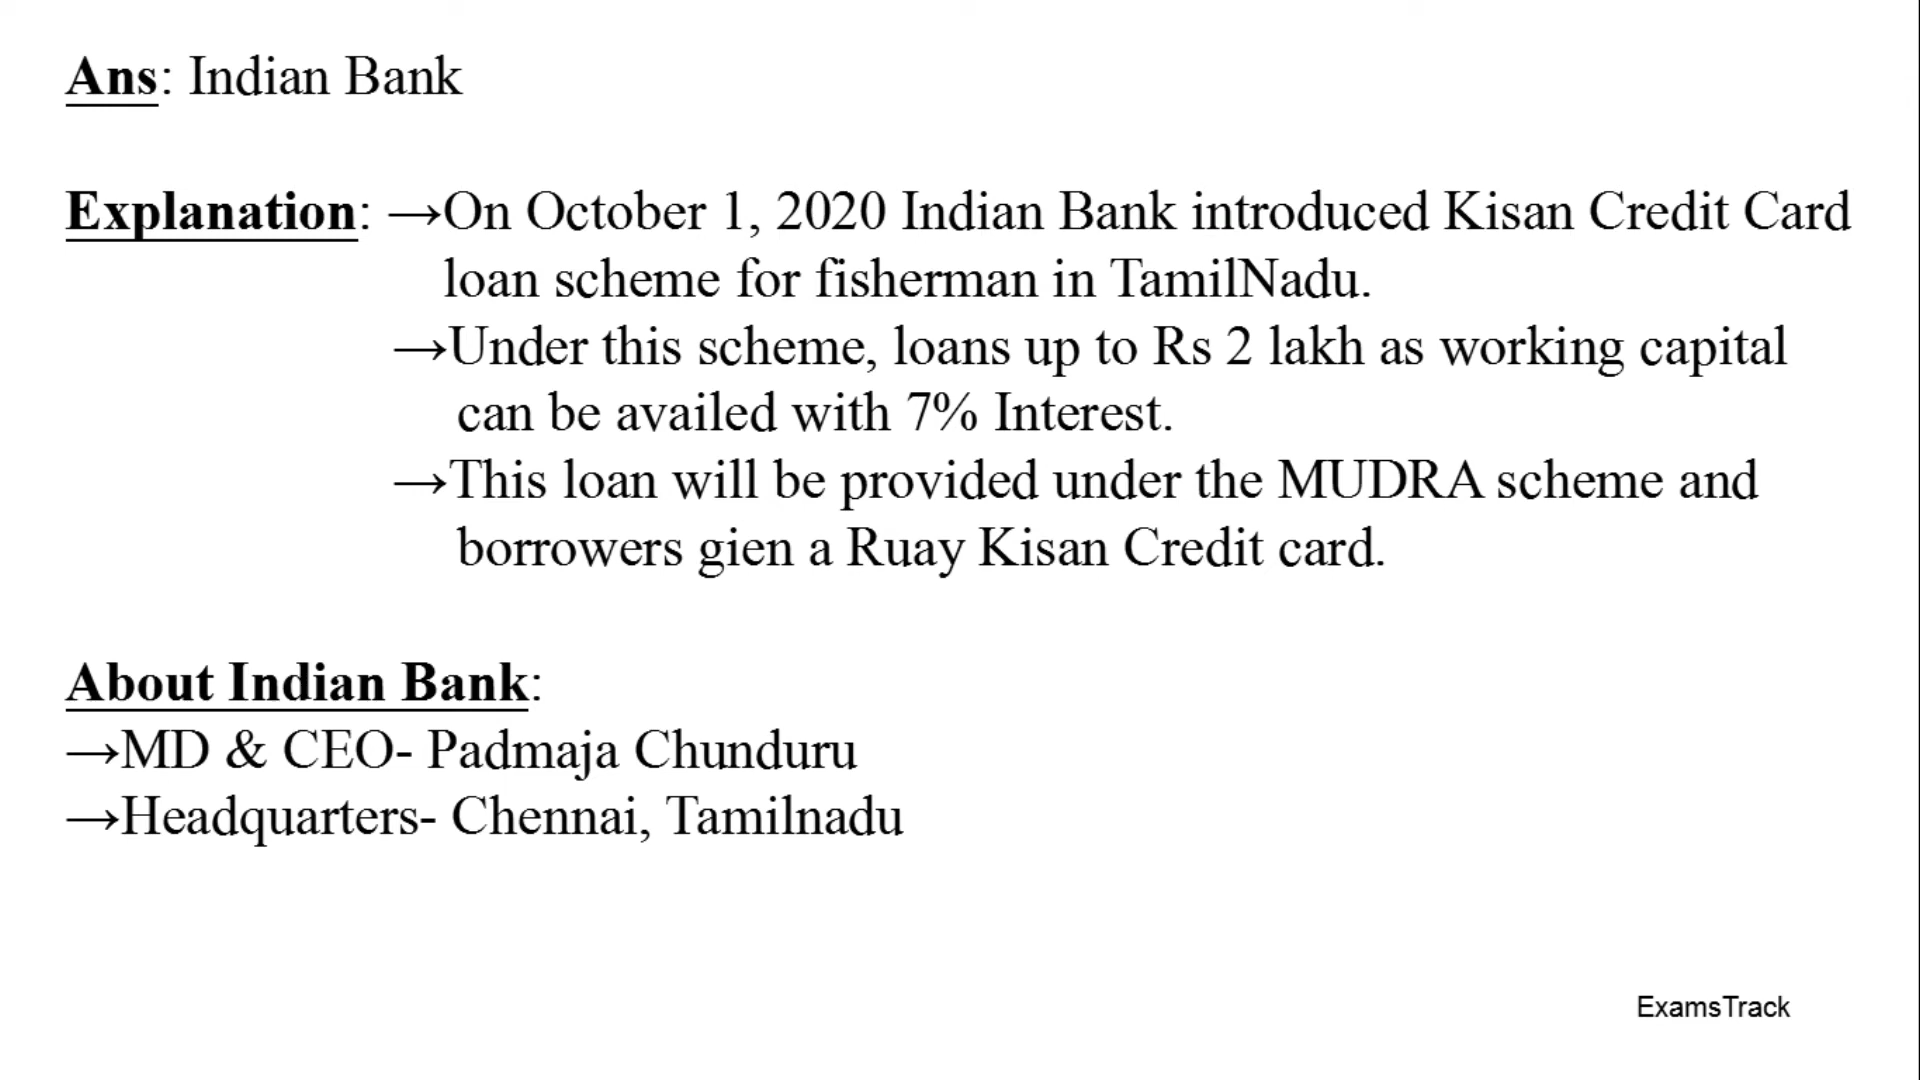 Ans: Indian Bank
Explanation: →On October 1, 2020 Indian Bank introduced Kisan Credit Card
loan scheme for fisherman in TamilNadu.
→Under this scheme, loans up to Rs 2 lakh as working capital
can be availed with 7% Interest.
→This loan will be provided under the MUDRA scheme and
borrowers gien a Ruay Kisan Credit card.
About Indian Bank:
→MD & CEO- Padmaja Chunduru
→Headquarters- Chennai, Tamilnadu
ExamsTrack